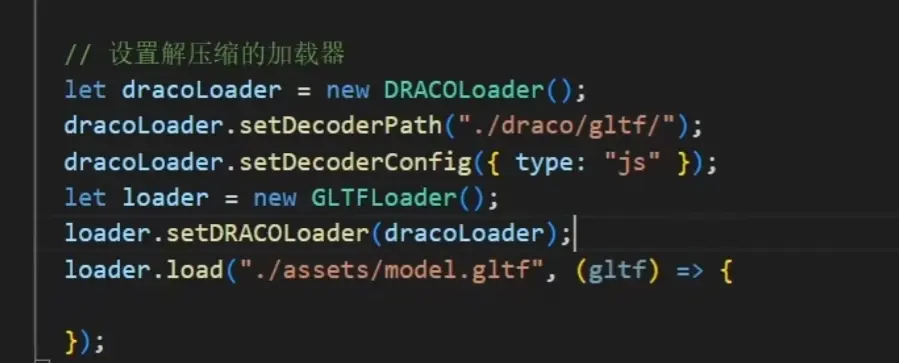 // 设置解压缩的加载器
let dracoLoader = new DRACOLoader();
dracoLoader.setDecoderPath("./draco/gltf/");
dracoLoader.setDecoderConfig({ type: "js" });
let loader = new GLTFLoader();
loader.setDRACOLoader(dracoLoader);
loader.load("./assets/model.gltf", (gltf) => {
});